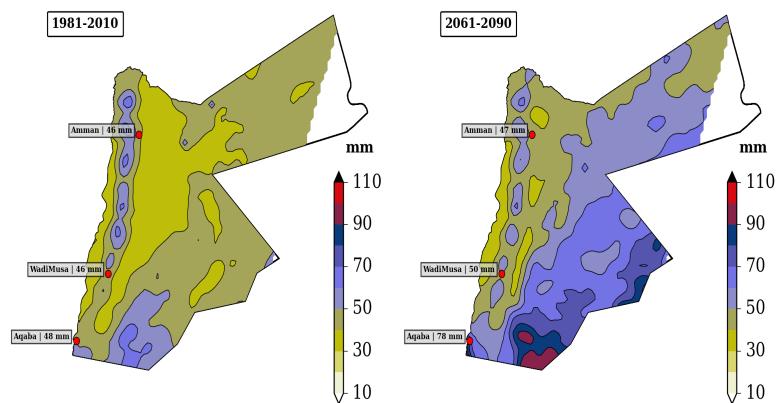 1981-2010
Amman | 46 mm
WadiMusa | 46 mm
Aqaba | 48 mm
mm
110
90
70
50
30
10
2061-2090
Amman | 47 mm
WadiMusa | 50 mm
Aqaba | 78 mm
mm
110
90
70
50
30
10